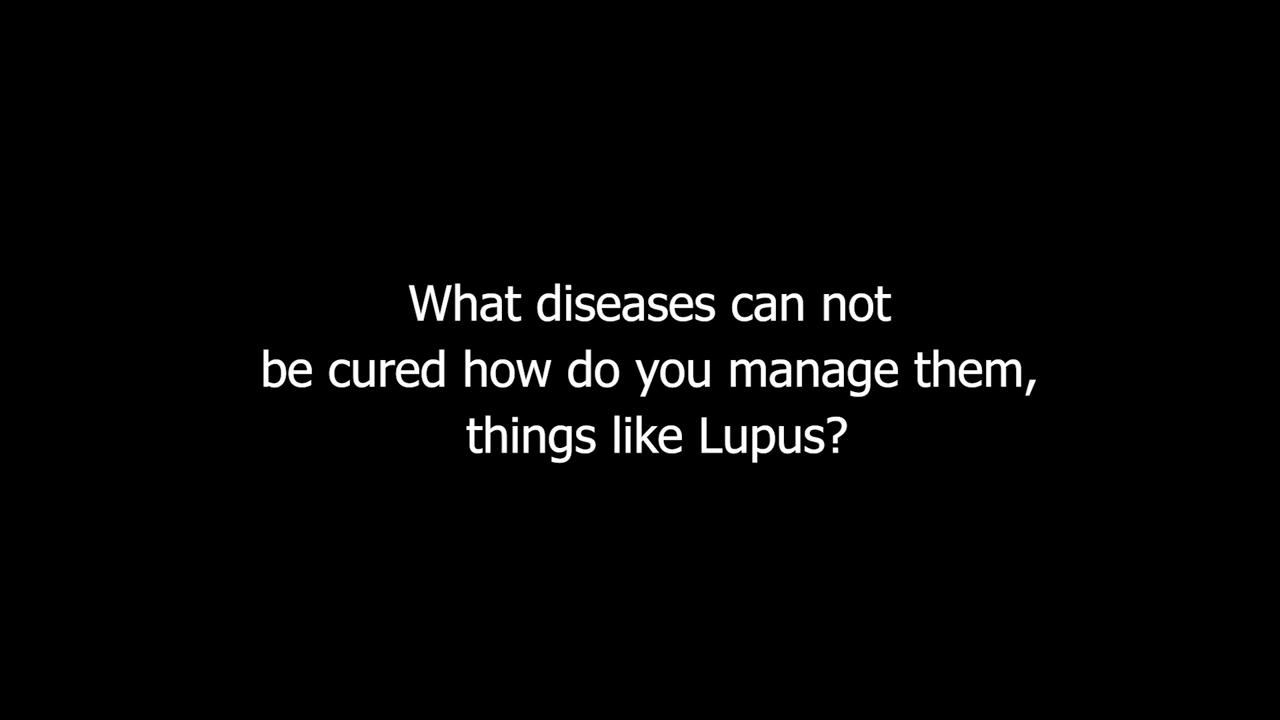 What diseases can not
be cured how do you manage them,
things like Lupus?